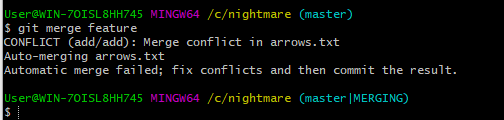 User@WIN-7OISL8HH745 MINGW64 /c/nightmare (master)
$ git merge feature
CONFLICT (add/add): Merge conflict in arrows.txt
Auto-merging arrows.txt
Automatic merge failed; fix conflicts and then commit the result.
User@WIN-7OISL8HH745 MINGW64 /c/nightmare (master|MERGING)
$